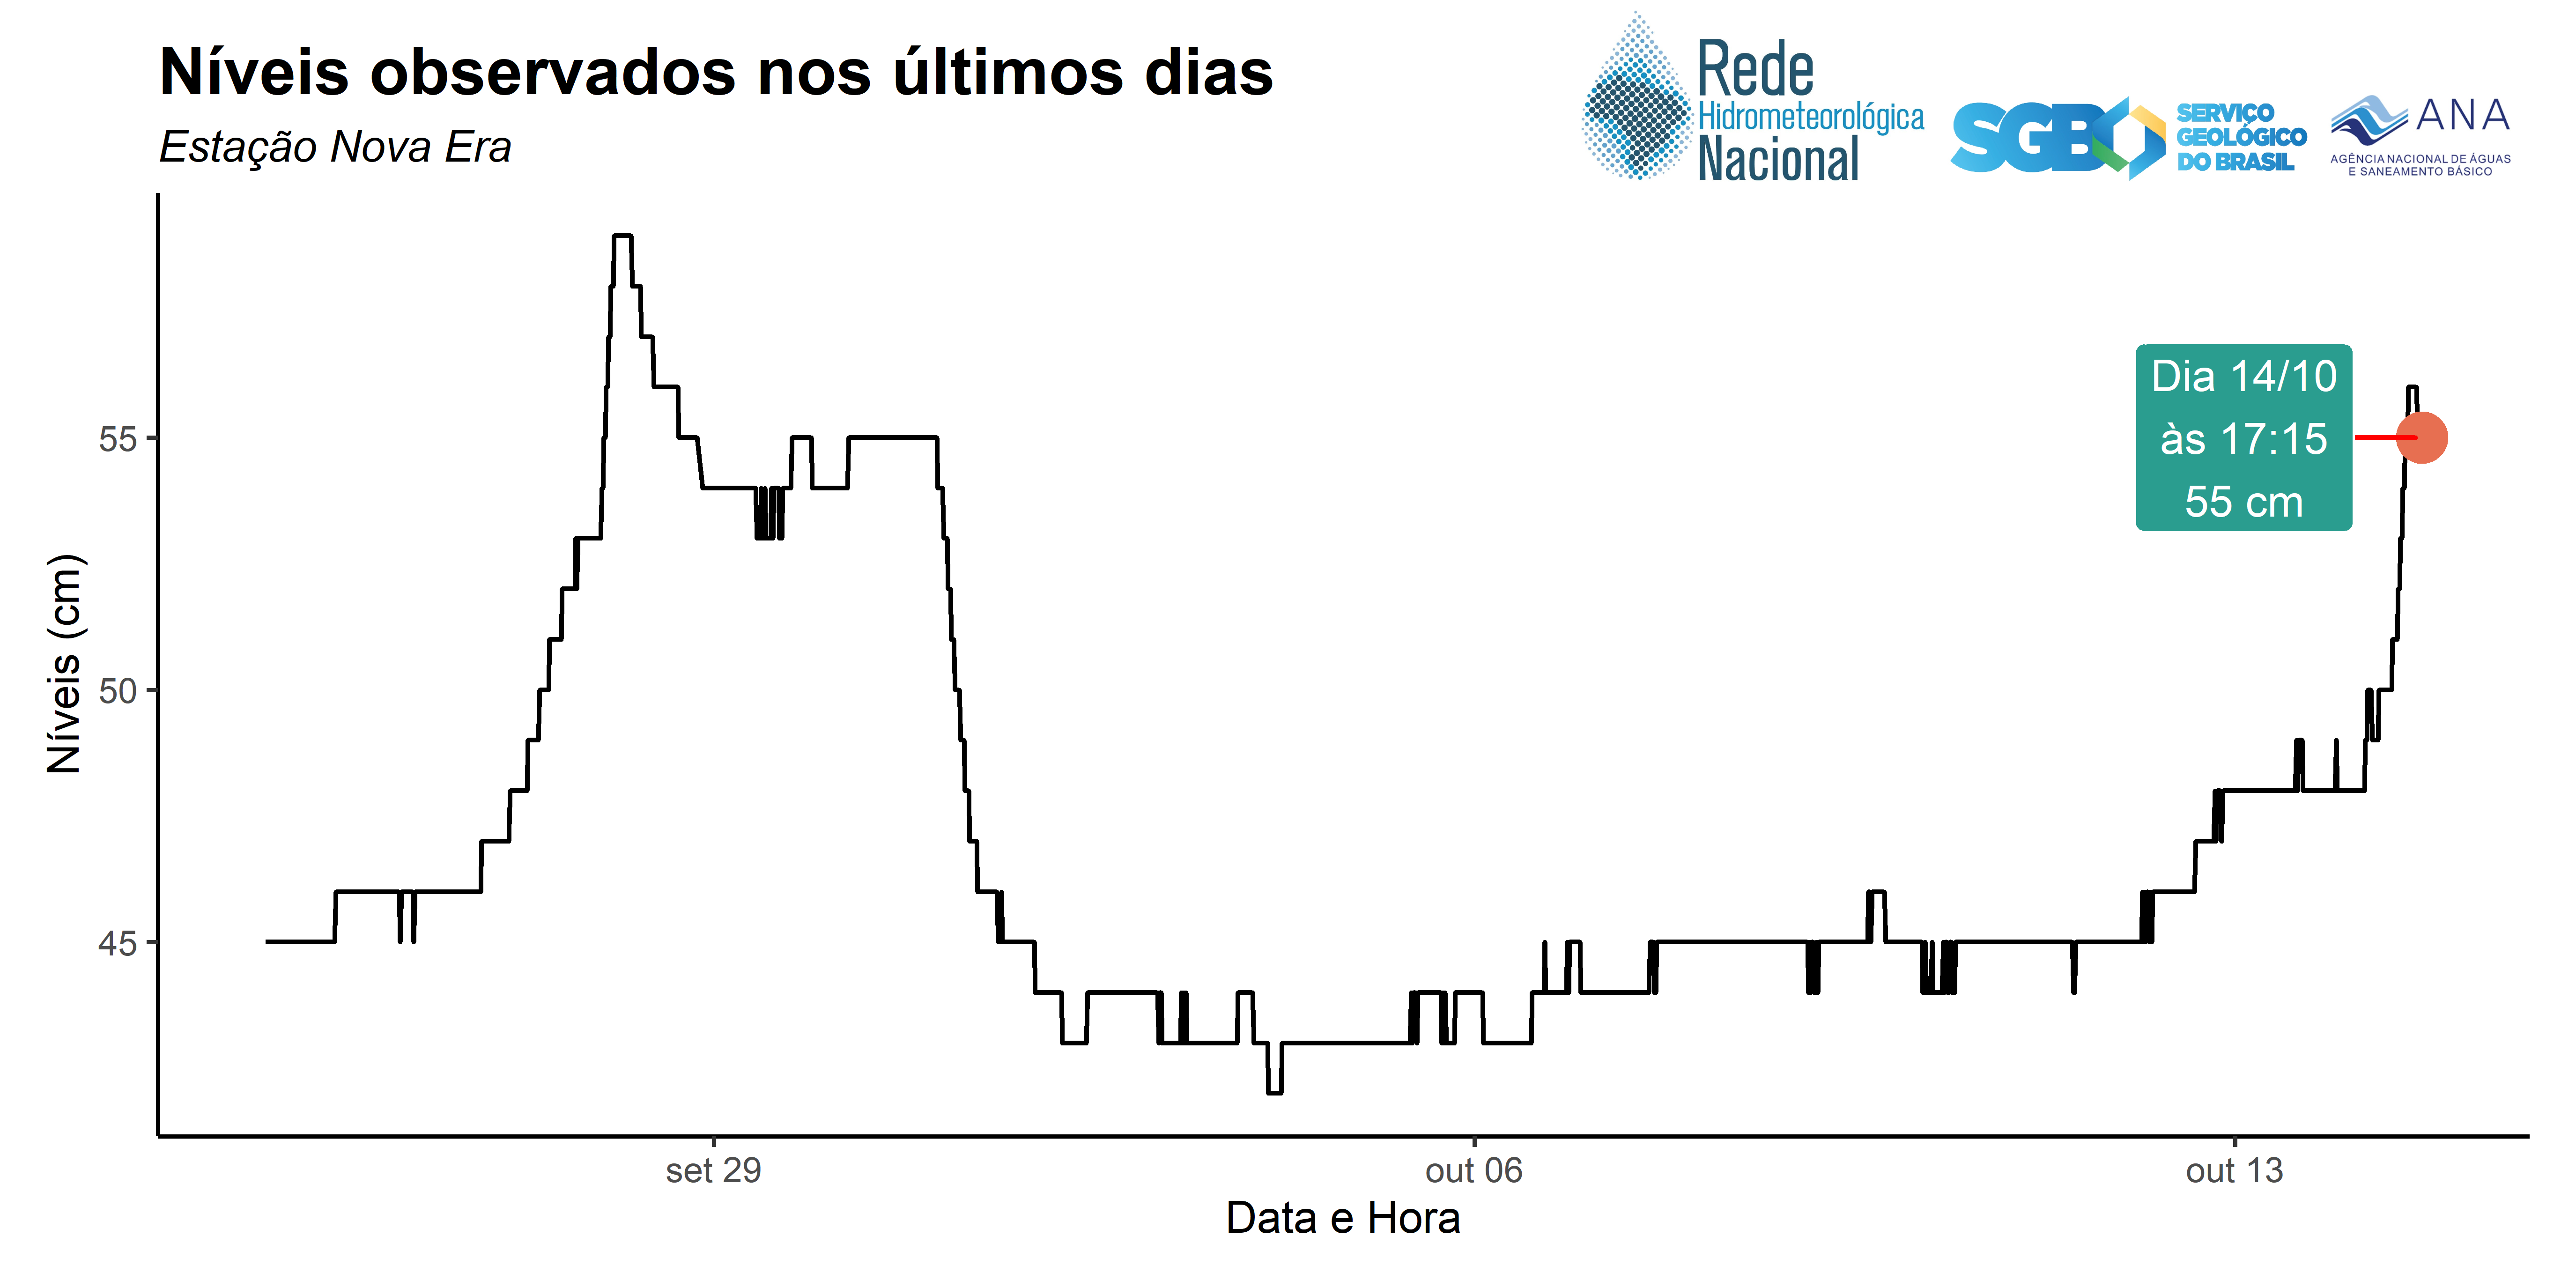 Níveis observados nos últimos dias
Estação Nova Era
Rede
Hidrometeorológica
Nacional
SGB
SERVIÇO
GEOLÓGICO
DO BRASIL
ANA
AGÊNCIA NACIONAL DE ÁGUAS
E SANEAMENTO BÁSICO
Dia 14/10
às 17:15
55 cm
Níveis (cm)
55
50
45
set 29
out 06
out 13
Data e Hora